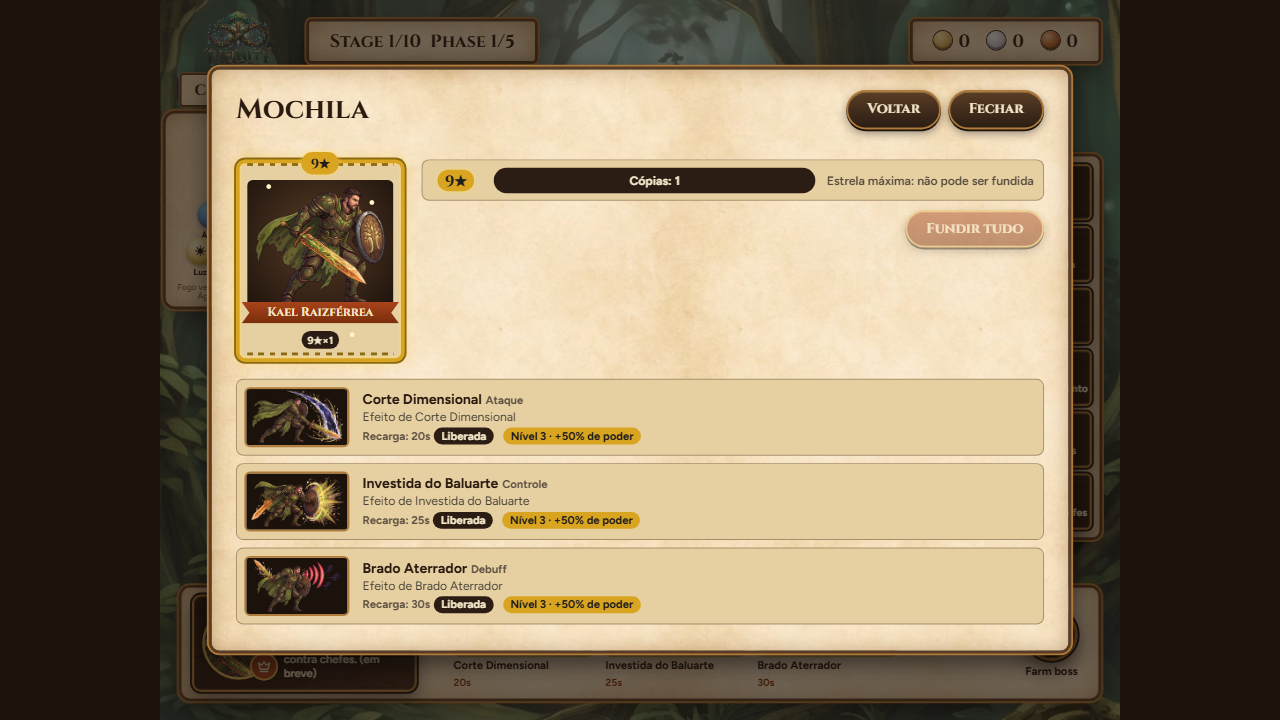 Stage 1/10 Phase 1/5
0 0 0
Mochila
Voltar
Fechar
9★
Kael Raizférrea
9★×1
9★
Cópias: 1
Estrela máxima: não pode ser fundida
Fundir tudo
Corte Dimensional Ataque
Efeito de Corte Dimensional
Recarga: 20s Liberada Nível 3 · +50% de poder
Investida do Baluarte Controle
Efeito de Investida do Baluarte
Recarga: 25s Liberada Nível 3 · +50% de poder
Brado Aterrador Debuff
Efeito de Brado Aterrador
Recarga: 30s Liberada Nível 3 · +50% de poder
contra chefes. (em
breve)
Corte Dimensional
20s
Investida do Baluarte
25s
Brado Aterrador
30s
Farm boss